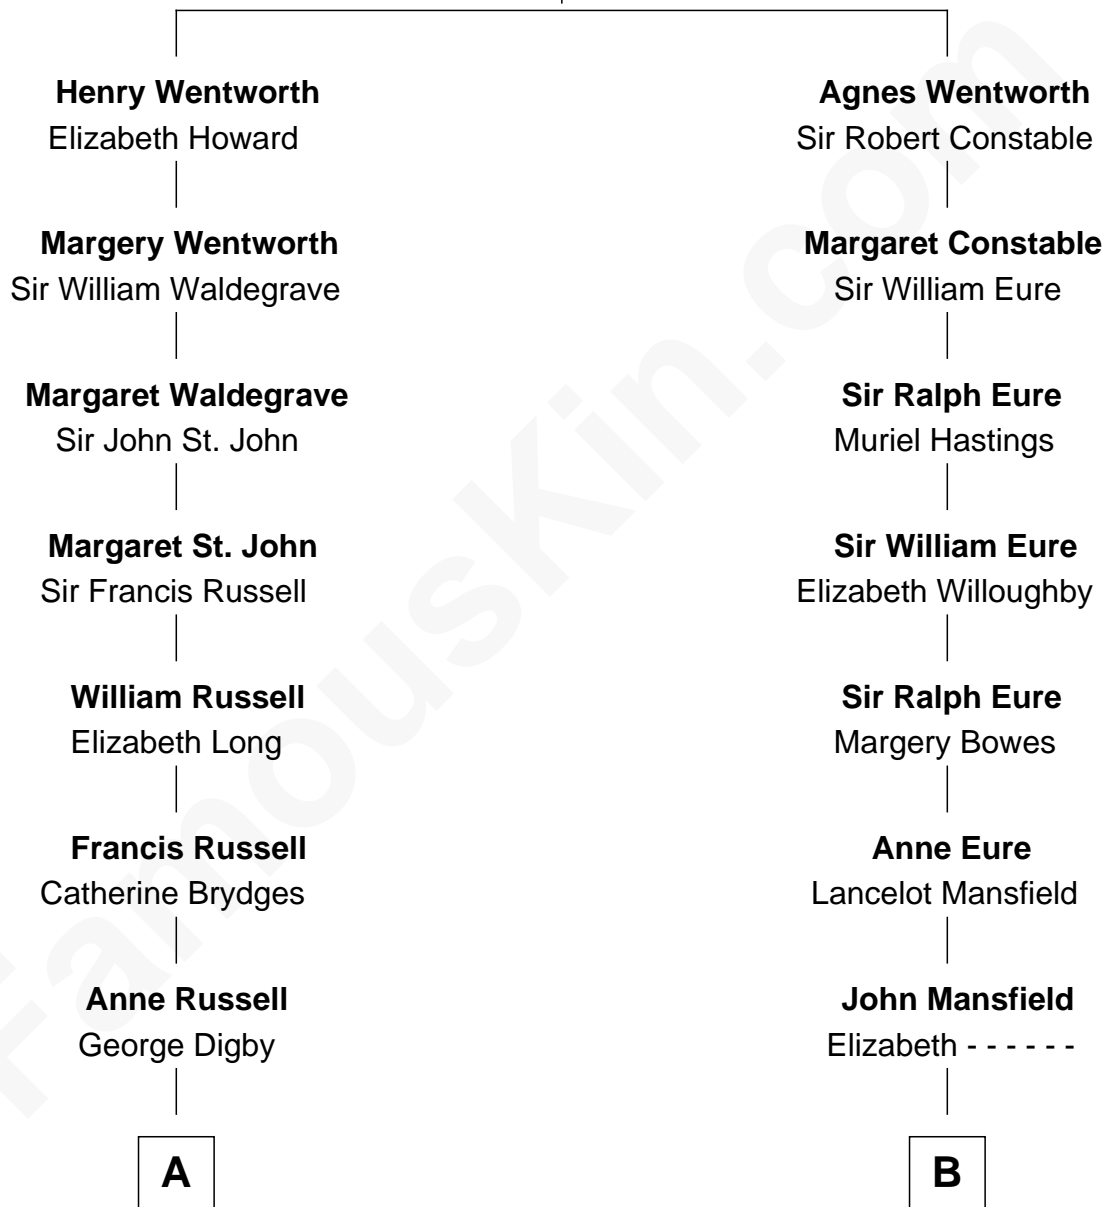 Henry Wentworth
Elizabeth Howard
Margery Wentworth
Sir William Waldegrave
Margaret Waldegrave
Sir John St. John
Margaret St. John
Sir Francis Russell
William Russell
Elizabeth Long
Francis Russell
Catherine Brydges
Anne Russell
George Digby
A
Agnes Wentworth
Sir Robert Constable
Margaret Constable
Sir William Eure
Sir Ralph Eure
Muriel Hastings
Sir William Eure
Elizabeth Willoughby
Sir Ralph Eure
Margery Bowes
Anne Eure
Lancelot Mansfield
John Mansfield
Elizabeth - - - - - -
B
FamousKin.com